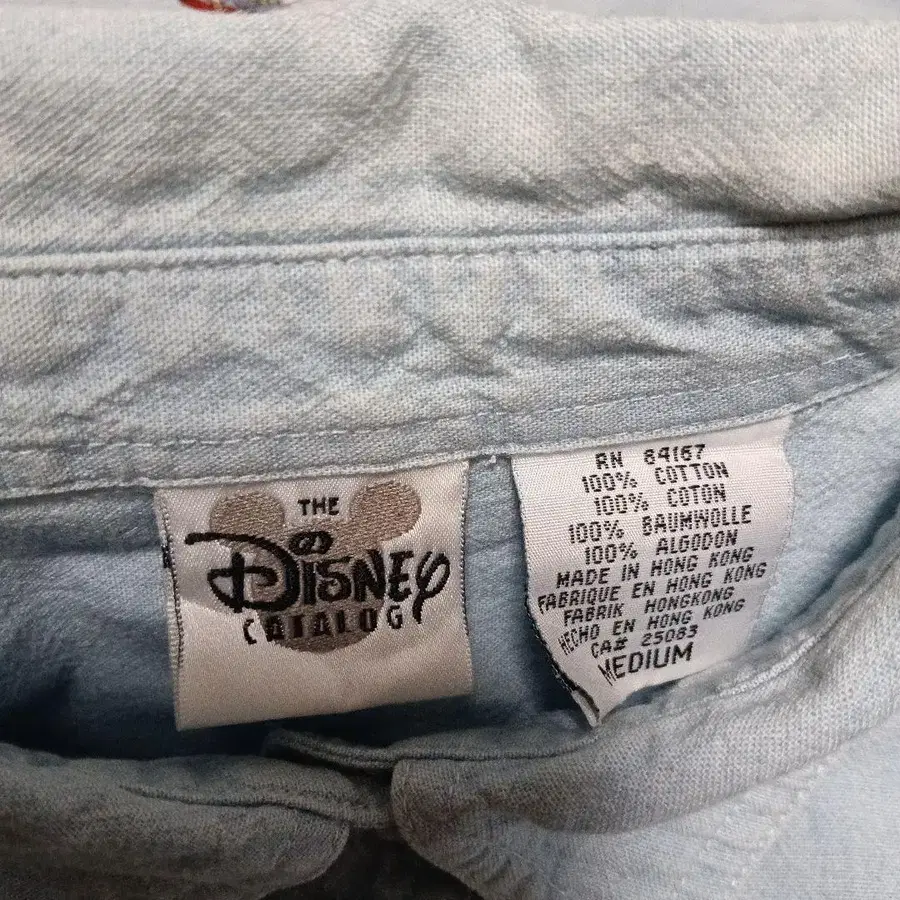 THE
Disney
CATALOG
RN 84167
100% COTTON
100% COTON
100% BAUMWOLLE
100% ALGODON
MADE IN HONG KONG
FABRIQUE EN HONG KONG
FABRIK HONGKONG
HECHO EN HONG KONG
CA# 25083
MEDIUM